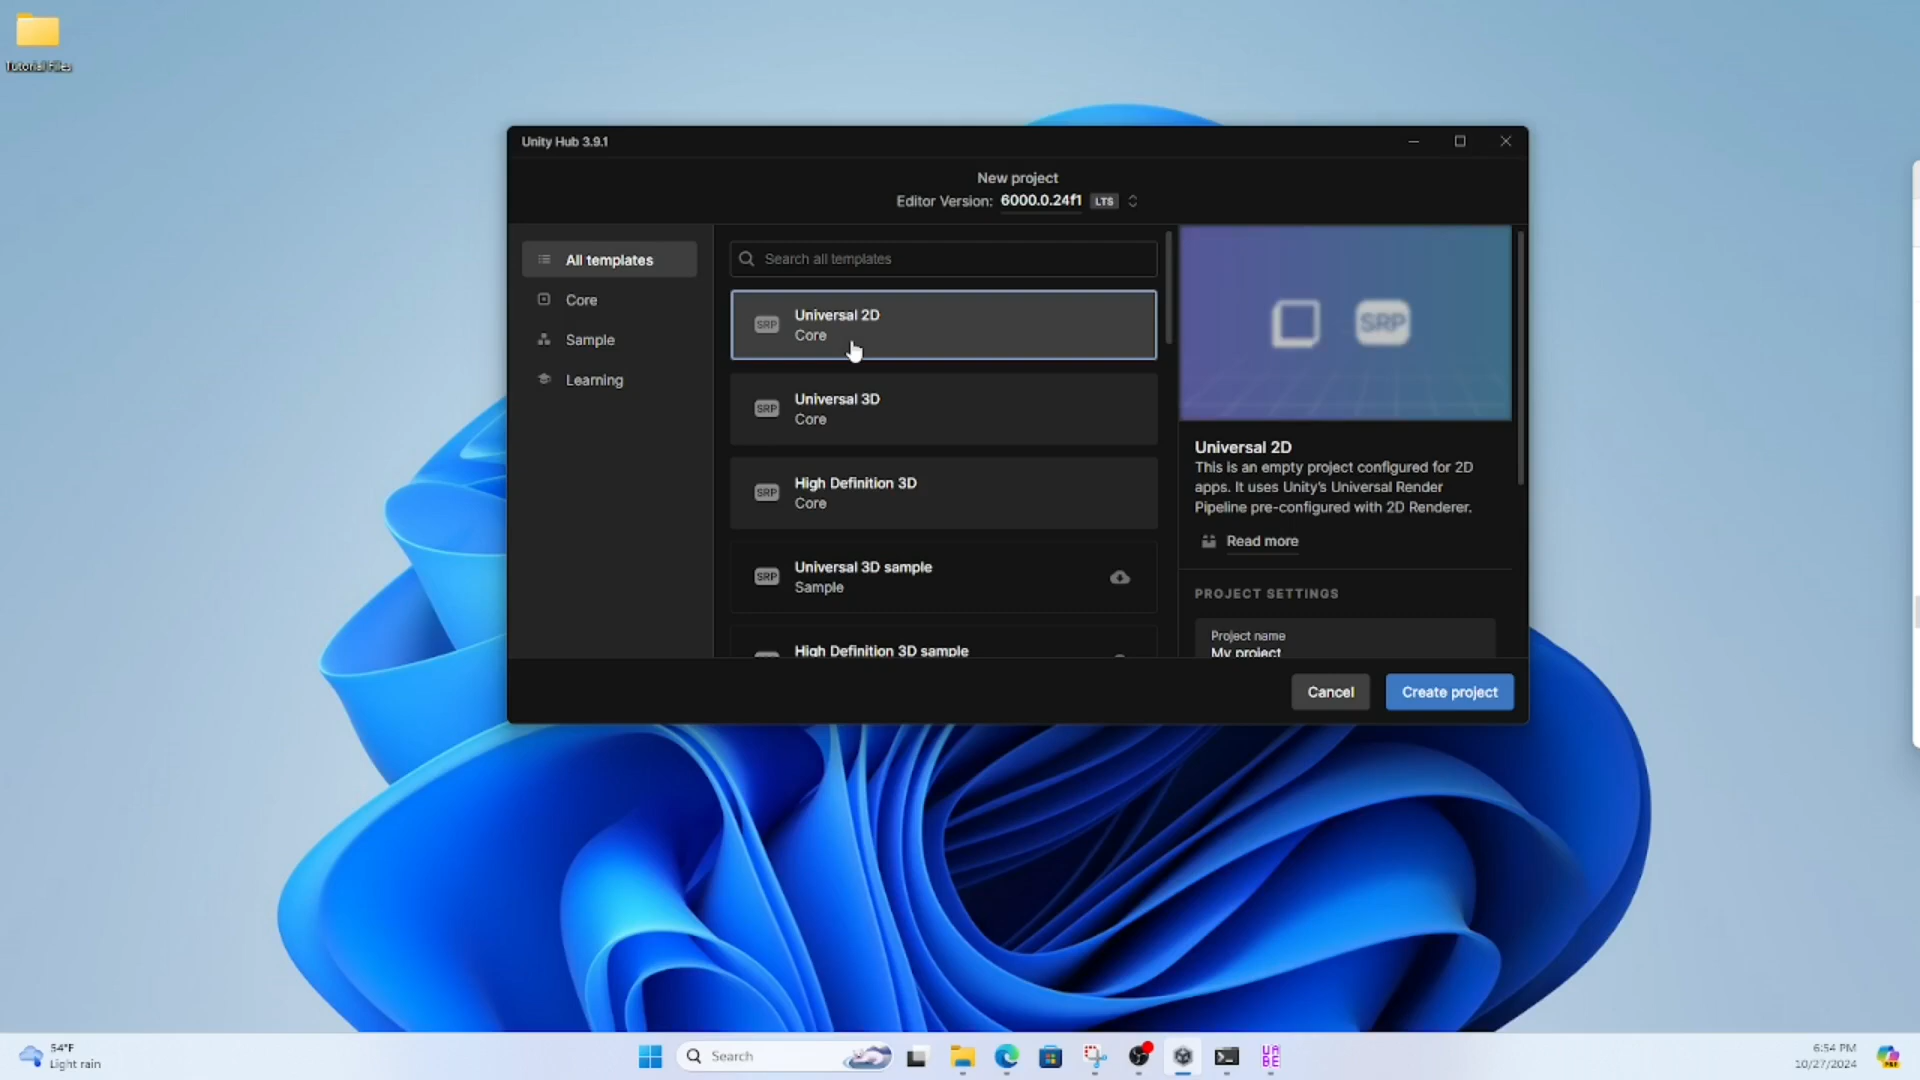 Tutorial Files
Unity Hub 3.9.1
New project
Editor Version: 6000.0.24f1 LTS
All templates
Core
Sample
Learning
Search all templates
SRP
Universal 2D
Core
SRP
Universal 3D
Core
SRP
High Definition 3D
Core
SRP
Universal 3D sample
Sample
High Definition 3D sample
SRP
Universal 2D
This is an empty project configured for 2D
apps. It uses Unity's Universal Render
Pipeline pre-configured with 2D Renderer.
Read more
PROJECT SETTINGS
Project name
My project
Cancel
Create project
54°F
Light rain
Search
UA
BE
6:54 PM
10/27/2024